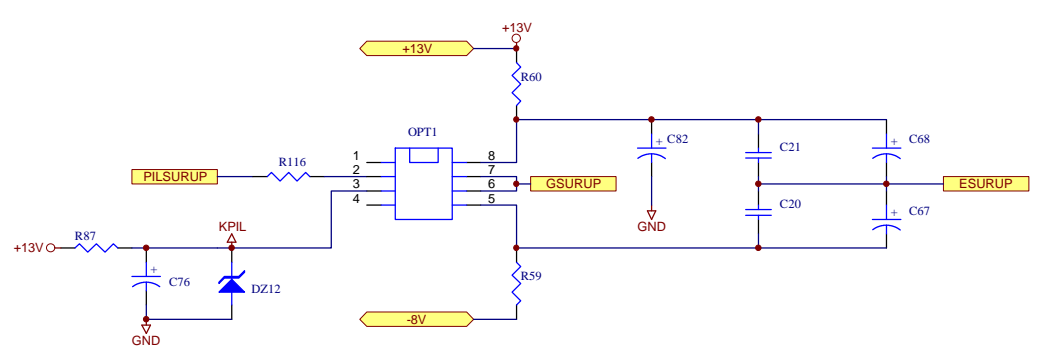 +13V
+13V
R60
OPT1
C82
C21
C68
1
8
R116
2
7
PILSURUP
3
6
GSURUP
ESURUP
4
5
C20
C67
GND
KPIL
+13V
R87
C76
DZ12
R59
GND
-8V
+
+
+
+